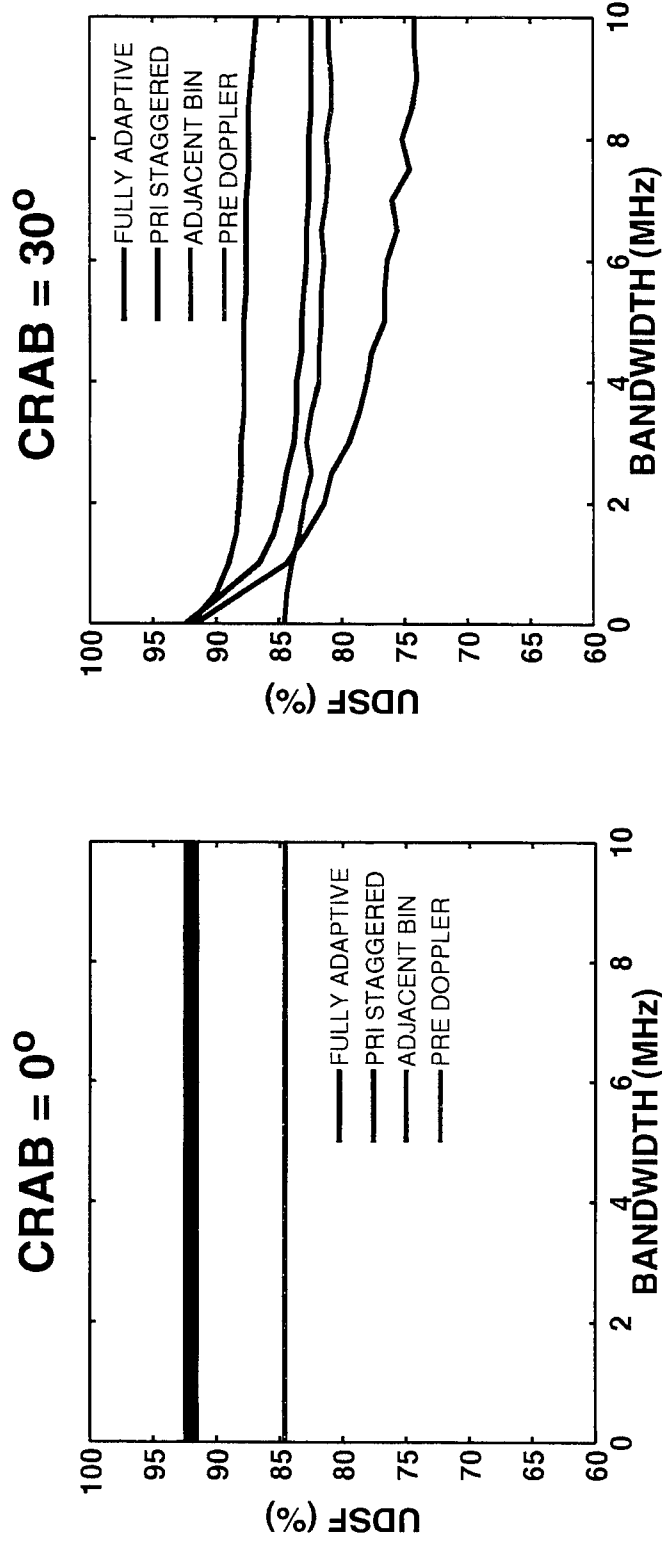 CRAB = 0°
100
95
90
85
80
75
70
65
60
UDSF (%)
FULLY ADAPTIVE
PRI STAGGERED
ADJACENT BIN
PRE DOPPLER
0
2
4
6
8
10
BANDWIDTH (MHz)
CRAB = 30°
100
95
90
85
80
75
70
65
60
UDSF (%)
FULLY ADAPTIVE
PRI STAGGERED
ADJACENT BIN
PRE DOPPLER
0
2
4
6
8
10
BANDWIDTH (MHz)